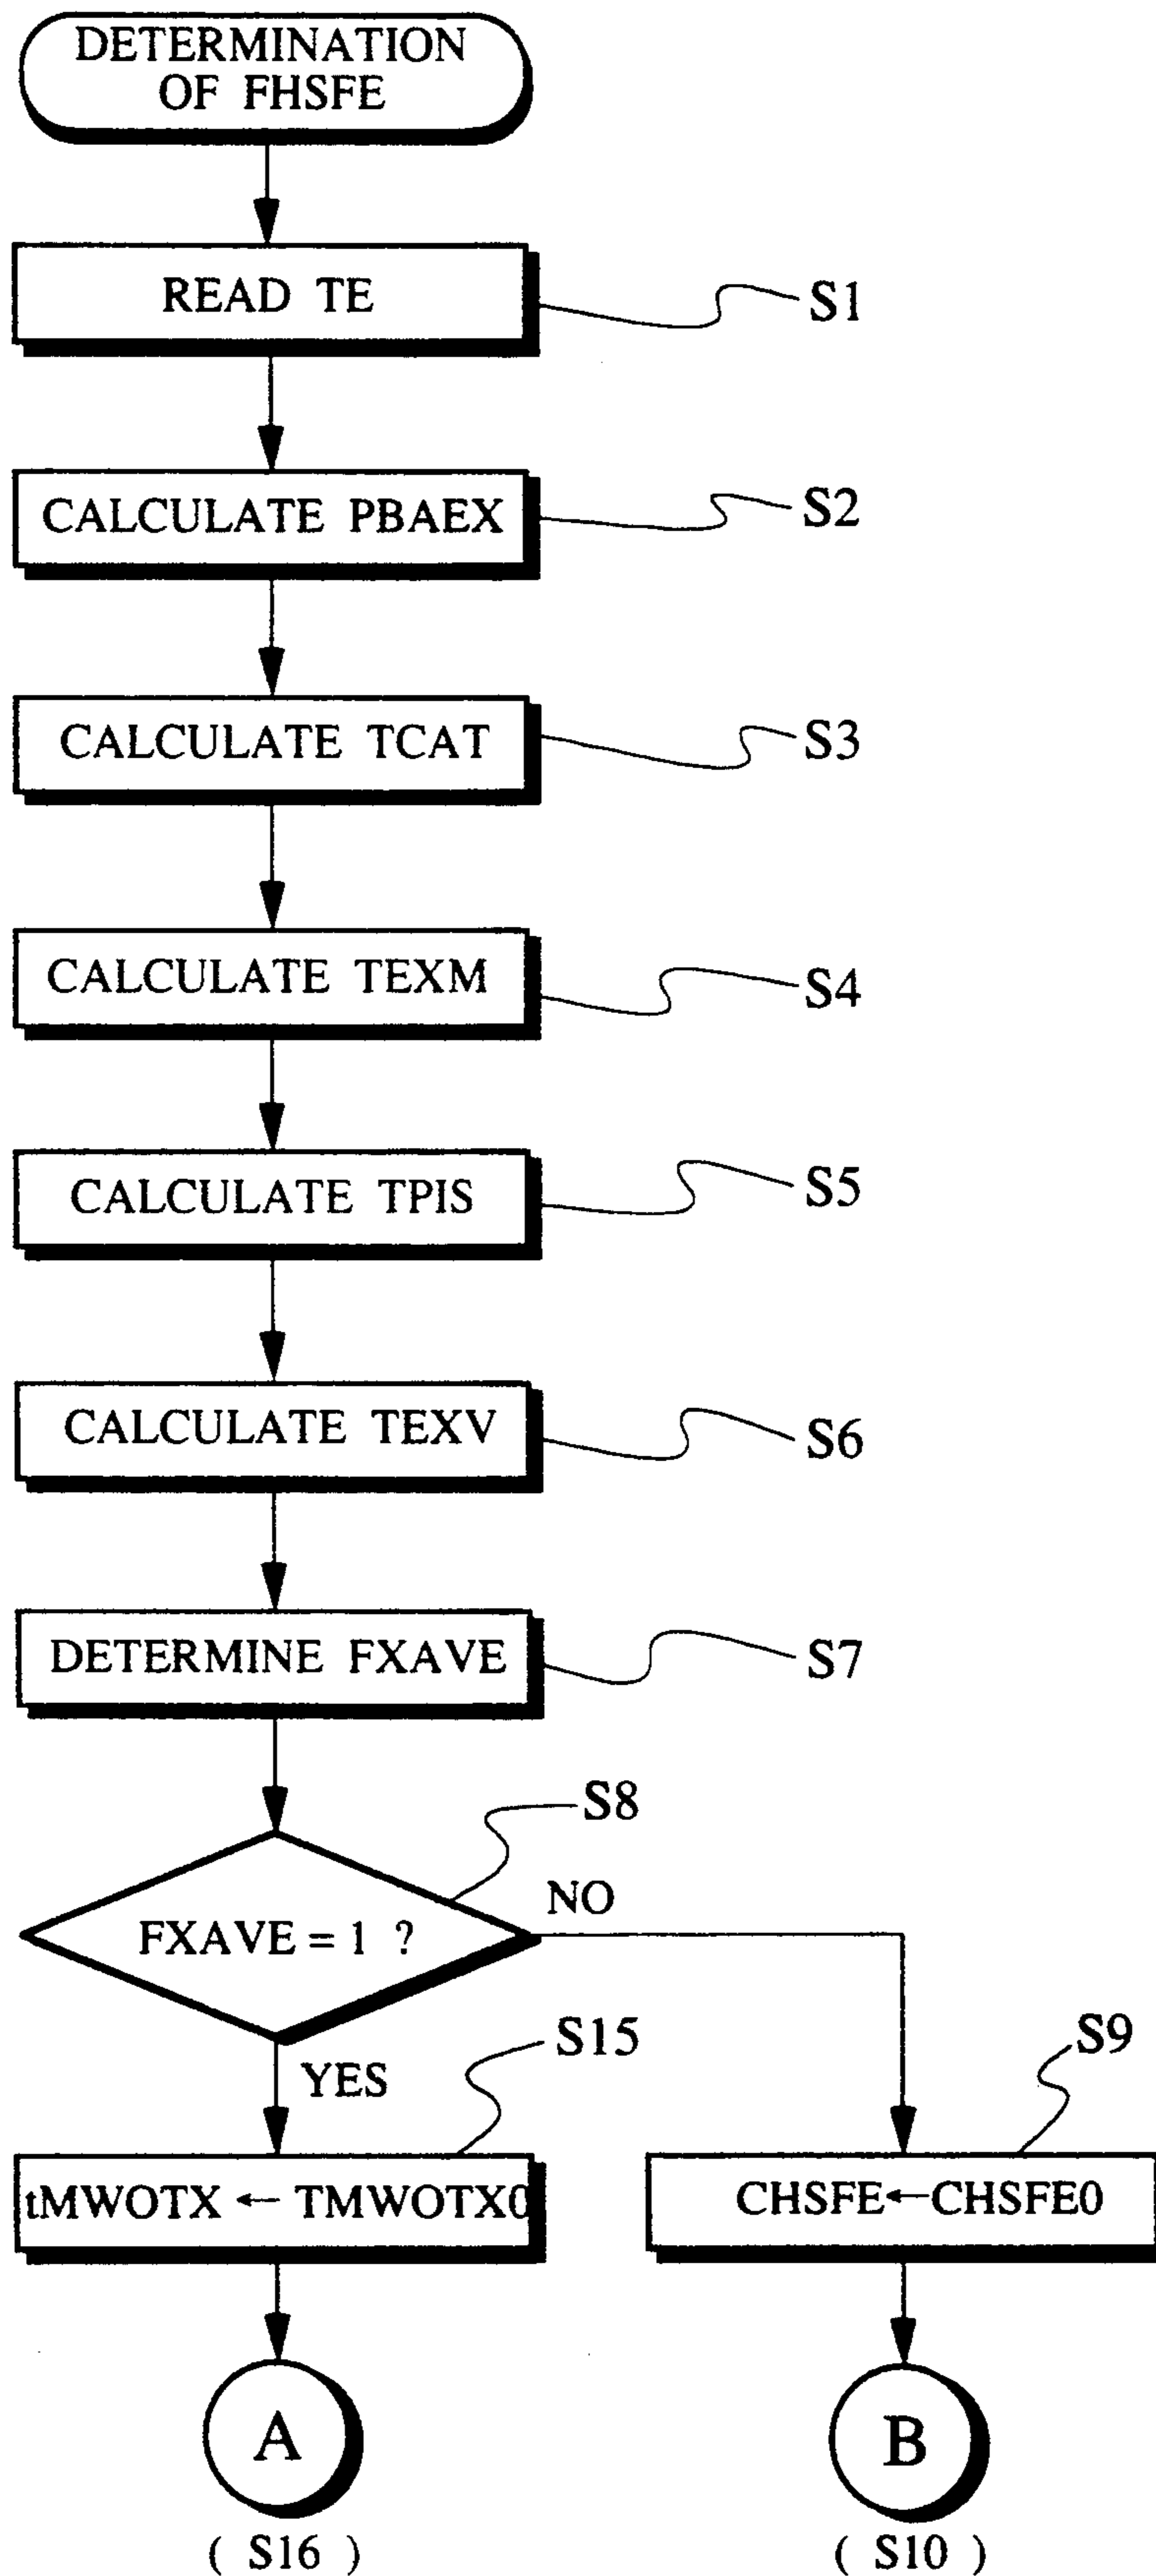 DETERMINATION
OF FHSFE
READ TE
S1
CALCULATE PBAEX
S2
CALCULATE TCAT
S3
CALCULATE TEXM
S4
CALCULATE TPIS
S5
CALCULATE TEXV
S6
DETERMINE FXAVE
S7
S8
FXAVE = 1 ?
NO
YES
S15
S9
tMWOTX ← TMWOTX0
CHSFE←CHSFE0
A
B
( S16 )
( S10 )